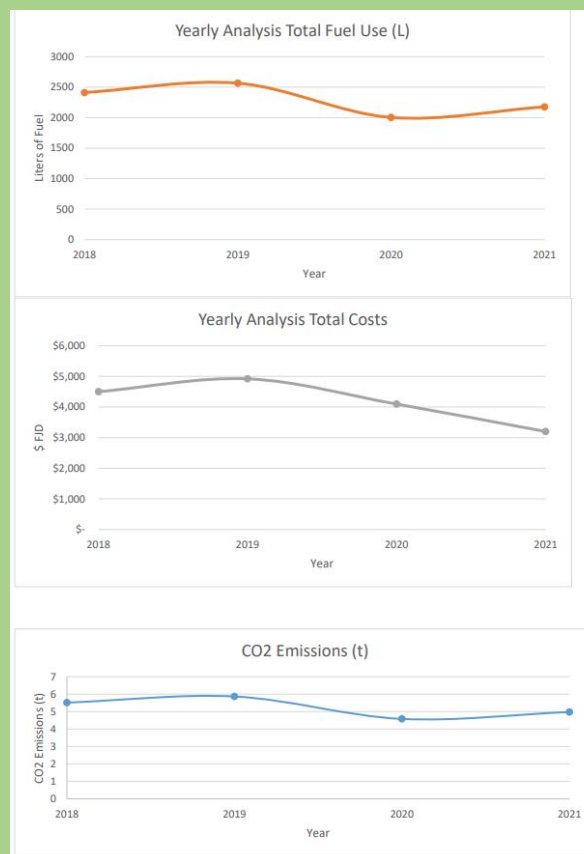 Yearly Analysis Total Fuel Use (L)
3000
2500
2000
1500
1000
500
0
Liters of Fuel
2018 2019 2020 2021
Year
Yearly Analysis Total Costs
$6,000
$5,000
$4,000
$3,000
$2,000
$1,000
$-
$ FJD
2018 2019 2020 2021
Year
CO2 Emissions (t)
7
6
5
4
3
2
1
0
CO2 Emissions (t)
2018 2019 2020 2021
Year